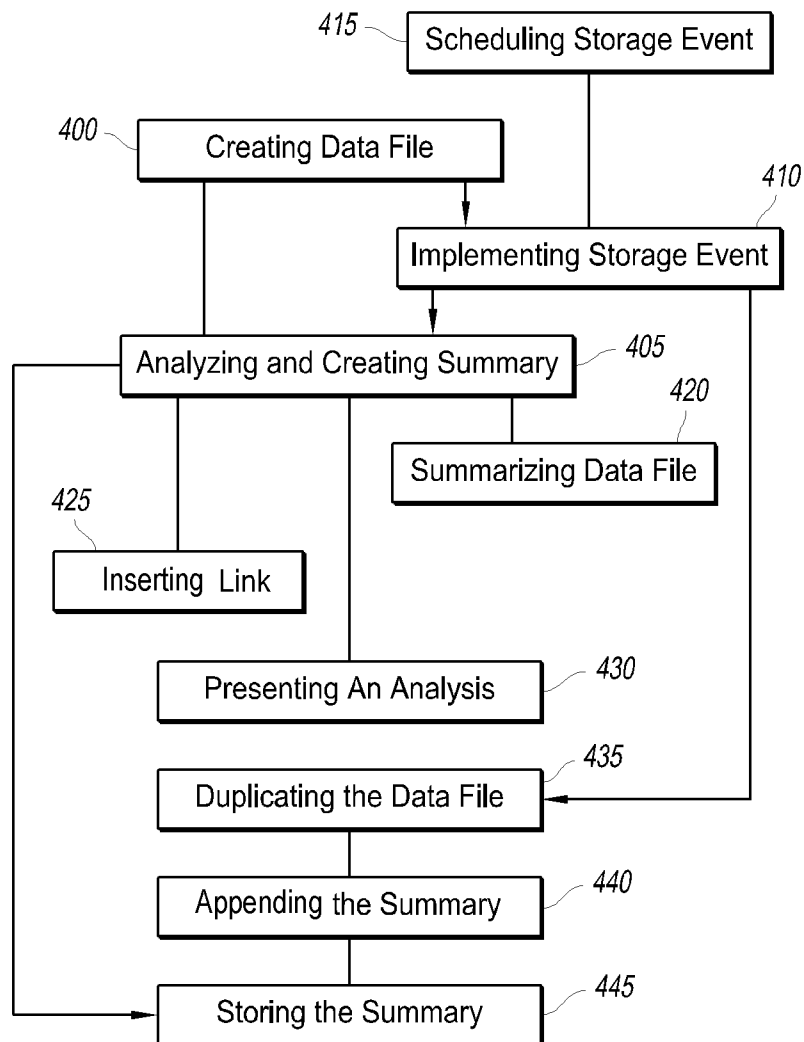 415
Scheduling Storage Event
400
Creating Data File
410
Implementing Storage Event
Analyzing and Creating Summary
405
420
Summarizing Data File
425
Inserting Link
Presenting An Analysis
430
435
Duplicating the Data File
Appending the Summary
440
Storing the Summary
445